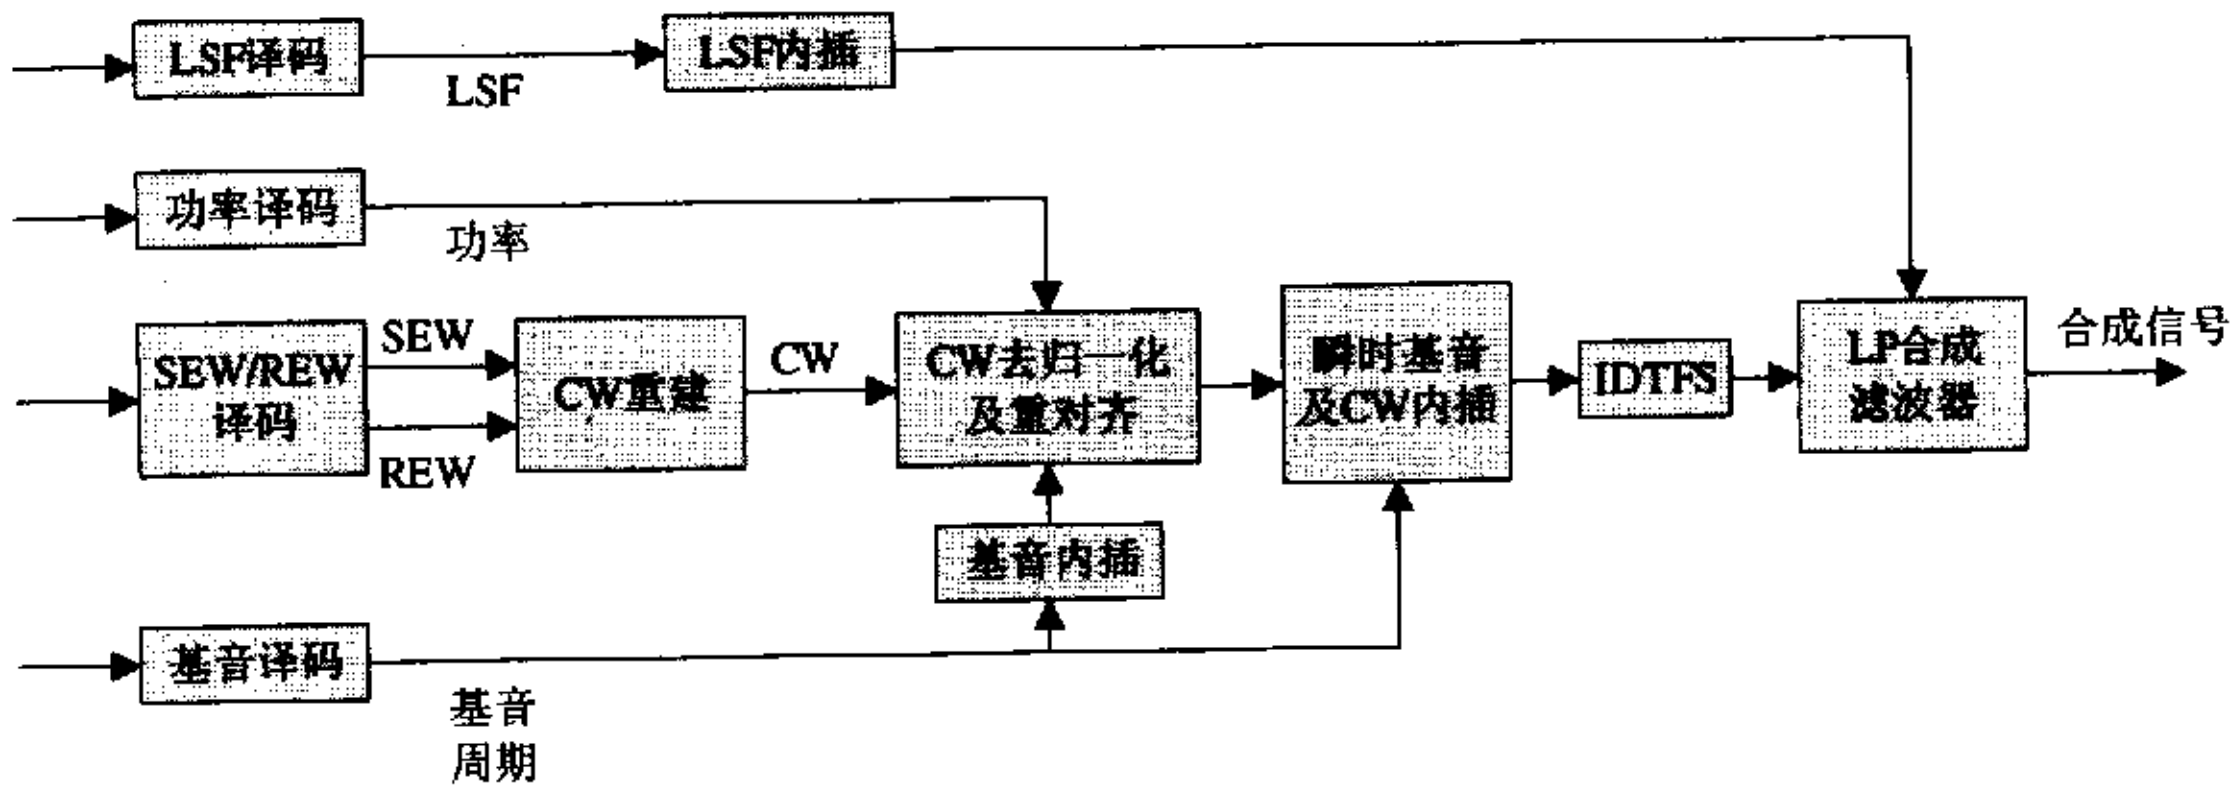 LSF译码
LSF
LSF内插
功率译码
功率
SEW/REW
译码
SEW
REW
CW重建
CW
CW去归一化
及重对齐
瞬时基音
及CW内插
IDTFS
LP合成
滤波器
合成信号
基音内插
基音译码
基音
周期